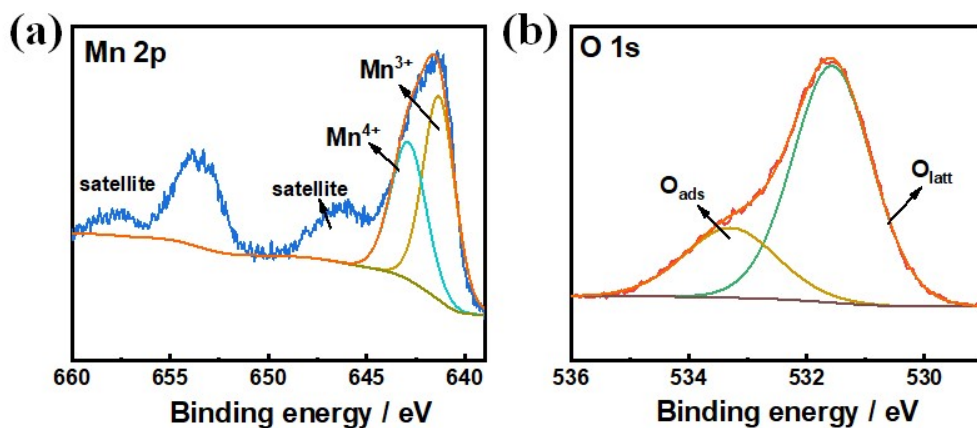 (a)
Mn 2p
Mn3+
Mn4+
satellite
satellite
660 655 650 645 640
Binding energy / eV
(b)
O 1s
Oads
Olatt
536 534 532 530
Binding energy / eV